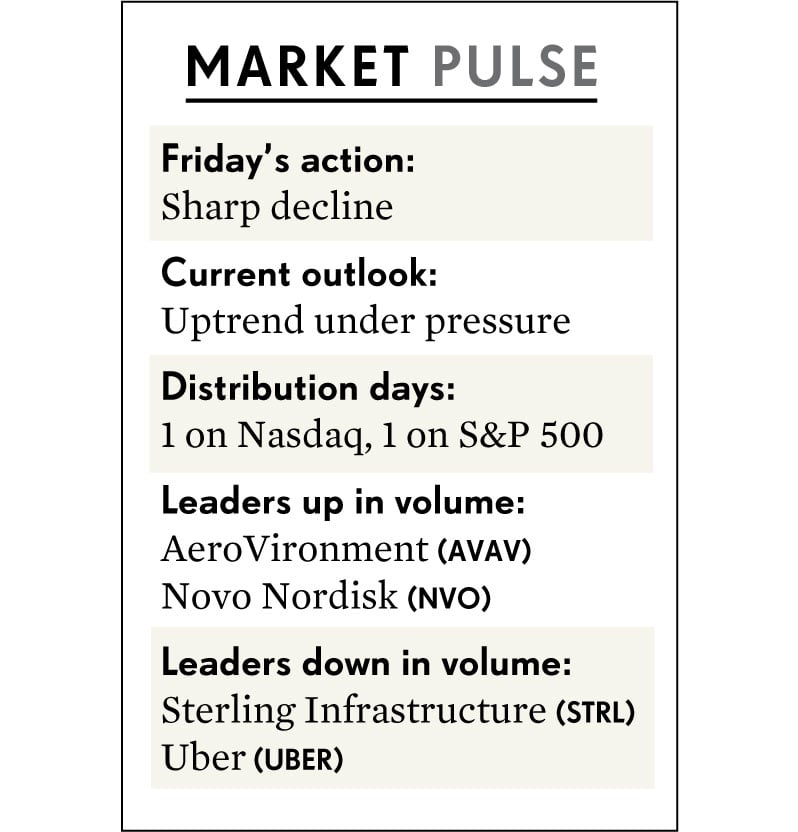 MARKET PULSE
Friday’s action:
Sharp decline
Current outlook:
Uptrend under pressure
Distribution days:
1 on Nasdaq, 1 on S&P 500
Leaders up in volume:
AeroVironment (AVAV)
Novo Nordisk (NVO)
Leaders down in volume:
Sterling Infrastructure (STRL)
Uber (UBER)